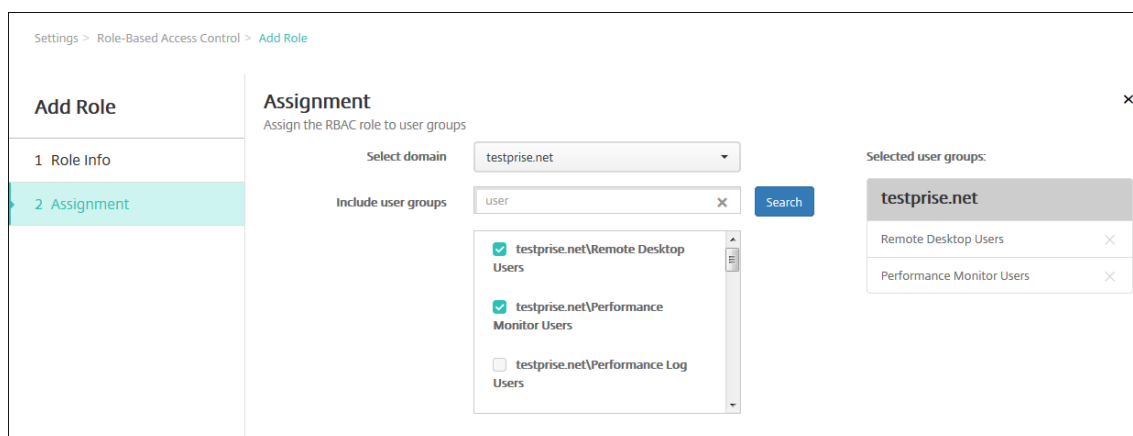 Settings > Role-Based Access Control > Add Role
Add Role
1 Role Info
2 Assignment
Assignment
Assign the RBAC role to user groups
Select domain
testprise.net
Include user groups
user
Search
testprise.net\Remote Desktop
Users
testprise.net\Performance
Monitor Users
testprise.net\Performance Log
Users
Selected user groups:
testprise.net
Remote Desktop Users
Performance Monitor Users